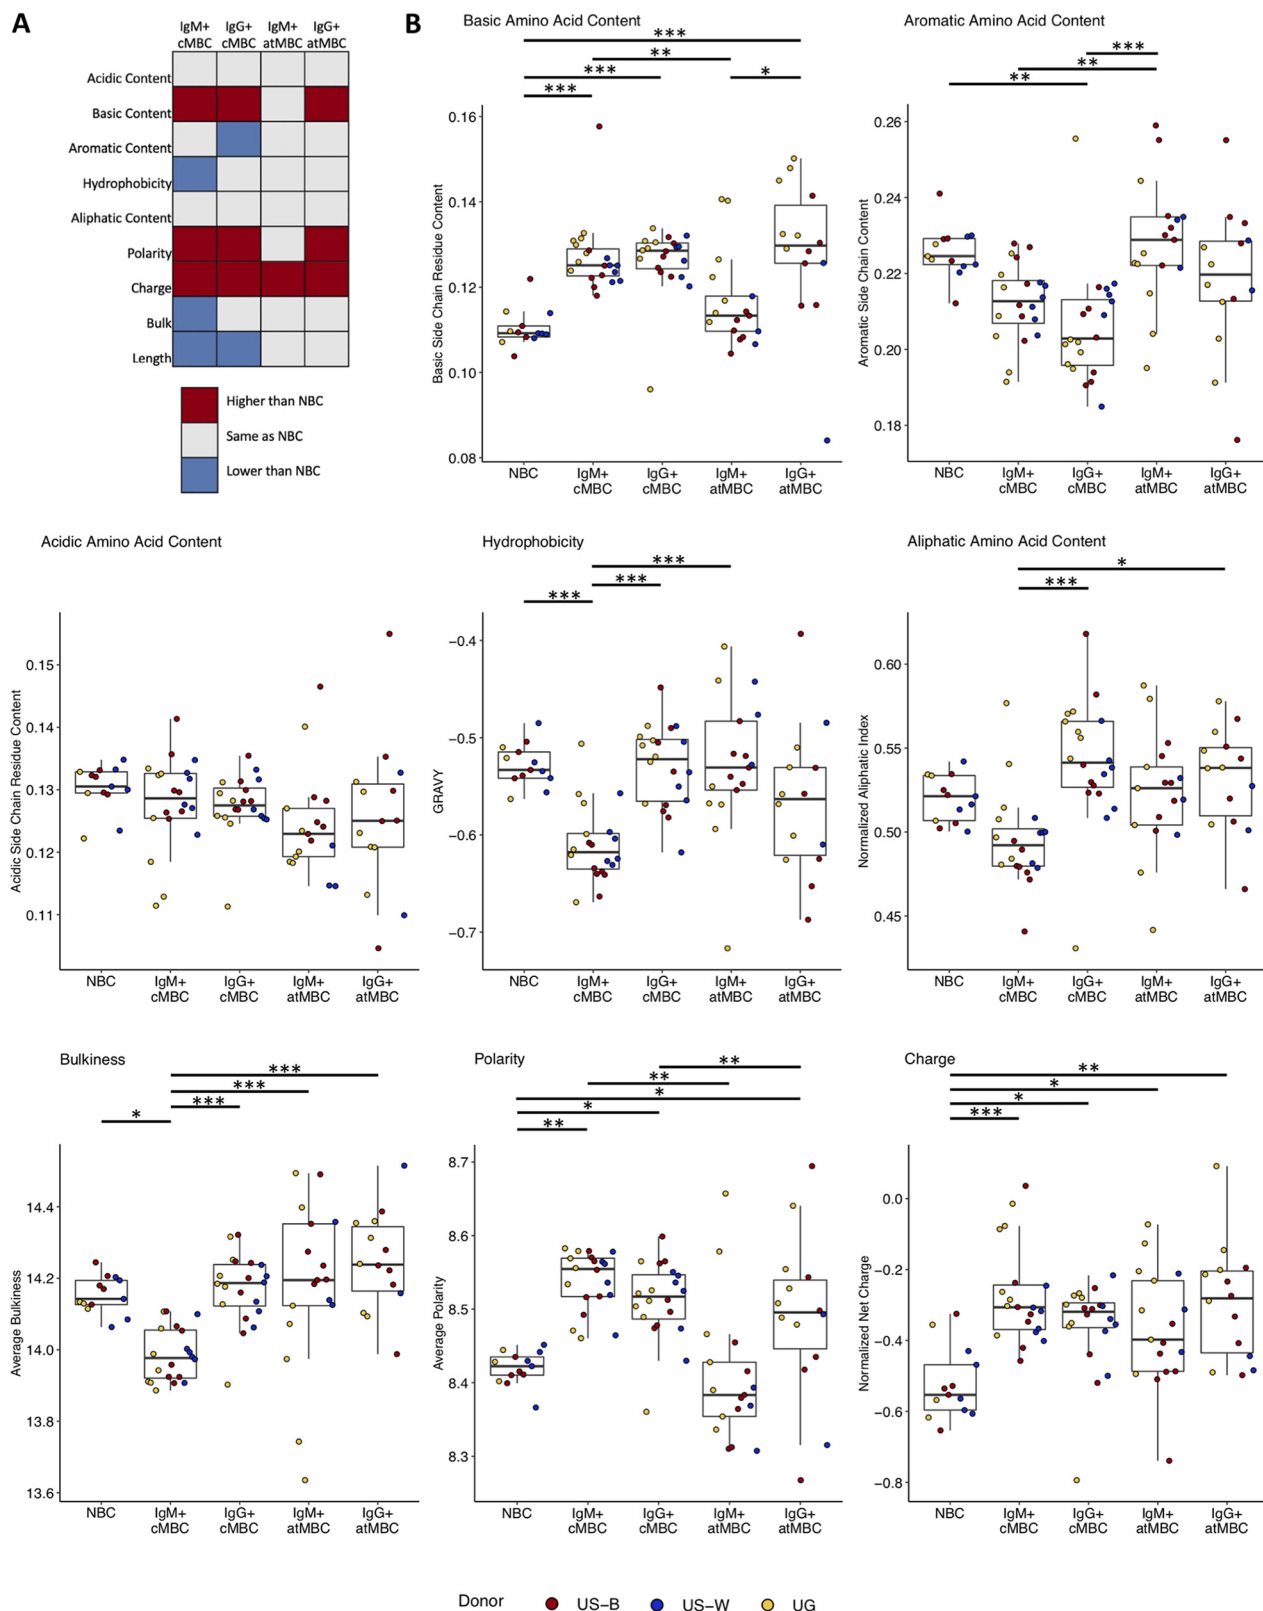 A
IgM+ IgG+ IgM+ IgG+
cMBC cMBC atMBC atMBC
Acidic Content
Basic Content
Aromatic Content
Hydrophobicity
Aliphatic Content
Polarity
Charge
Bulk
Length
Higher than NBC
Same as NBC
Lower than NBC
B
Basic Amino Acid Content
***
**
***
*
***
Basic Side Chain Residue Content
0.16
0.14
0.12
0.10
0.08
NBC IgM+ IgG+ IgM+ IgG+
cMBC cMBC atMBC atMBC
Aromatic Amino Acid Content
***
**
**
Aromatic Side Chain Content
0.26
0.24
0.22
0.20
0.18
NBC IgM+ IgG+ IgM+ IgG+
cMBC cMBC atMBC atMBC
Acidic Amino Acid Content
Acidic Side Chain Residue Content
0.15
0.14
0.13
0.12
0.11
NBC IgM+ IgG+ IgM+ IgG+
cMBC cMBC atMBC atMBC
Hydrophobicity
***
***
***
GRAVY
−0.4
−0.5
−0.6
−0.7
NBC IgM+ IgG+ IgM+ IgG+
cMBC cMBC atMBC atMBC
Aliphatic Amino Acid Content
*
***
Normalized Aliphatic Index
0.60
0.55
0.50
0.45
NBC IgM+ IgG+ IgM+ IgG+
cMBC cMBC atMBC atMBC
Bulkiness
***
***
***
*
Average Bulkiness
14.4
14.2
14.0
13.8
13.6
NBC IgM+ IgG+ IgM+ IgG+
cMBC cMBC atMBC atMBC
Polarity
**
**
*
*
**
Average Polarity
8.7
8.6
8.5
8.4
8.3
NBC IgM+ IgG+ IgM+ IgG+
cMBC cMBC atMBC atMBC
Charge
**
*
*
***
Normalized Net Charge
0.0
−0.2
−0.4
−0.6
−0.8
NBC IgM+ IgG+ IgM+ IgG+
cMBC cMBC atMBC atMBC
Donor US−B US−W UG